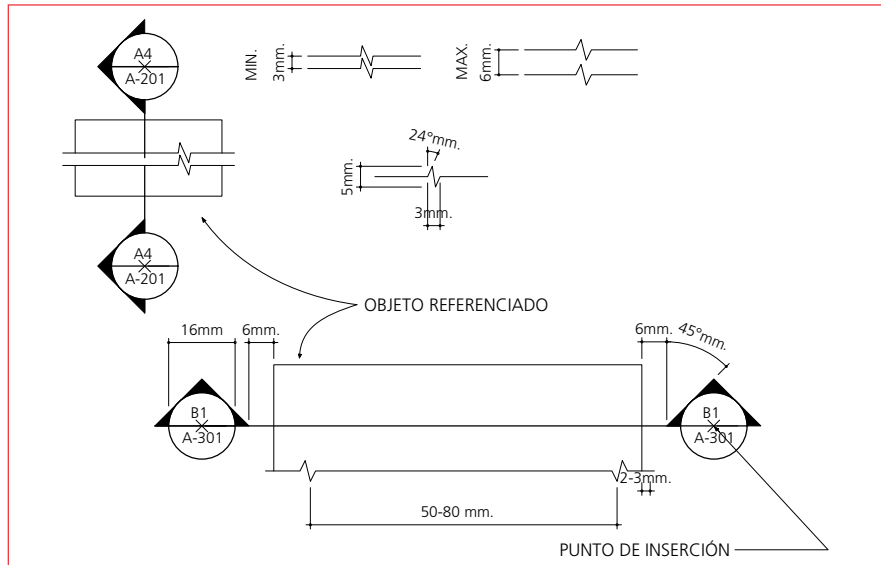 A4
A-201
MIN.
3mm.
MAX.
6mm.
24°mm.
5mm.
3mm.
A4
A-201
OBJETO REFERENCIADO
16mm
6mm.
6mm.
45°mm.
B1
A-301
B1
A-301
2-3mm.
50-80 mm.
PUNTO DE INSERCIÓN